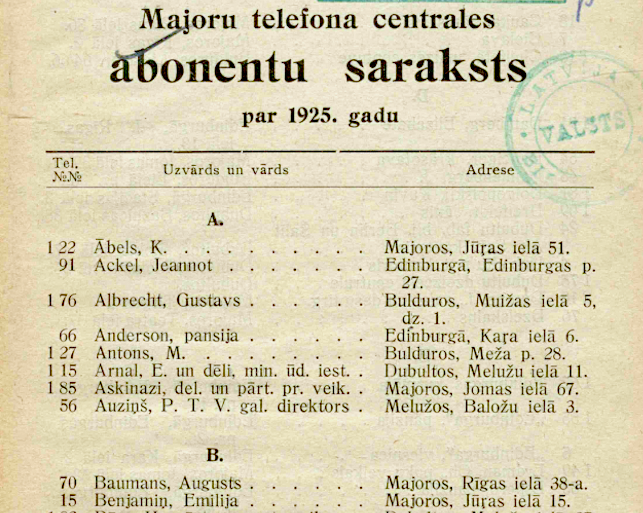 Majoru telefona centrales
abonentu saraksts
par 1925. gadu
LATVIJAS
VALSTS
Tel. №№ Uzvārds un vārds Adrese
A.
1 22 Ābels, K. . . . . . . . . . . Majoros, Jūŗas ielā 51.
91 Ackel, Jeannot . . . . . . . . Edinburgā, Edinburgas p.
27.
1 76 Albrecht, Gustavs . . . . . . . Bulduros, Muižas ielā 5,
dz. 1.
66 Anderson, pansija . . . . . . . Edinburgā, Kaŗa ielā 6.
1 27 Antons, M. . . . . . . . . . Bulduros, Meža p. 28.
1 15 Arnal, E. un dēli, min. ūd. iest. . Dubultos, Melužu ielā 11.
1 85 Askinazi, del. un pārt. pr. veik. . Majoros, Jomas ielā 67.
56 Auziņš, P. T. V. gal. direktors . Melužos, Baložu ielā 3.
B.
70 Baumans, Augusts . . . . . . . Majoros, Rīgas ielā 38-a.
15 Benjamiņ, Emilija . . . . . . . Majoros, Jūŗas ielā 15.